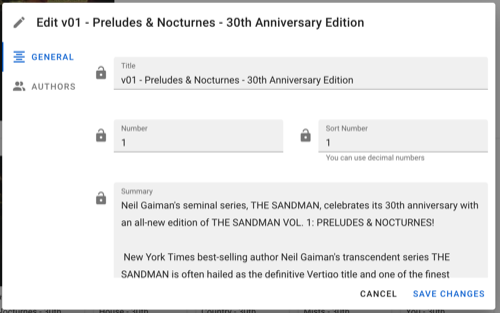 Edit v01 - Preludes & Nocturnes - 30th Anniversary Edition
GENERAL
AUTHORS
Title
v01 - Preludes & Nocturnes - 30th Anniversary Edition
Number
1
Sort Number
1
You can use decimal numbers
Summary
Neil Gaiman's seminal series, THE SANDMAN, celebrates its 30th anniversary with
an all-new edition of THE SANDMAN VOL. 1: PRELUDES & NOCTURNES!
New York Times best-selling author Neil Gaiman's transcendent series THE
SANDMAN is often hailed as the definitive Vertigo title and one of the finest
CANCEL
SAVE CHANGES